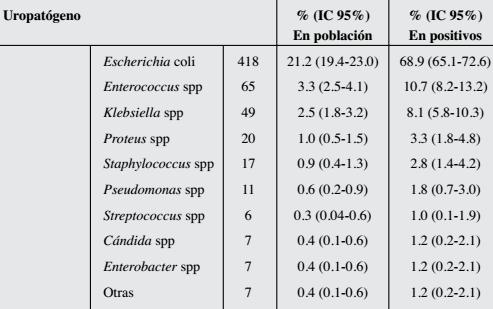 Uropatógeno % (IC 95%) % (IC 95%)
En población En positivos
Escherichia coli 418 21.2 (19.4-23.0) 68.9 (65.1-72.6)
Enterococcus spp 65 3.3 (2.5-4.1) 10.7 (8.2-13.2)
Klebsiella spp 49 2.5 (1.8-3.2) 8.1 (5.8-10.3)
Proteus spp 20 1.0 (0.5-1.5) 3.3 (1.8-4.8)
Staphylococcus spp 17 0.9 (0.4-1.3) 2.8 (1.4-4.2)
Pseudomonas spp 11 0.6 (0.2-0.9) 1.8 (0.7-3.0)
Streptococcus spp 6 0.3 (0.04-0.6) 1.0 (0.1-1.9)
Cándida spp 7 0.4 (0.1-0.6) 1.2 (0.2-2.1)
Enterobacter spp 7 0.4 (0.1-0.6) 1.2 (0.2-2.1)
Otras 7 0.4 (0.1-0.6) 1.2 (0.2-2.1)